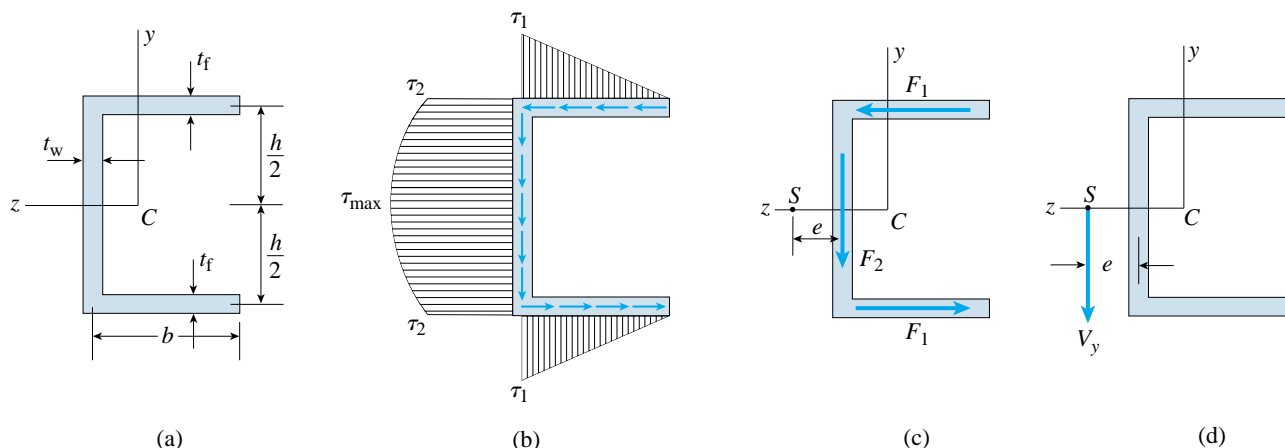 y
t_f
t_w
h/2
z
C
h/2
t_f
b
(a)
τ_1
τ_2
τ_max
τ_2
τ_1
(b)
y
F_1
z
S
C
e
F_2
F_1
(c)
y
z
S
C
e
V_y
(d)